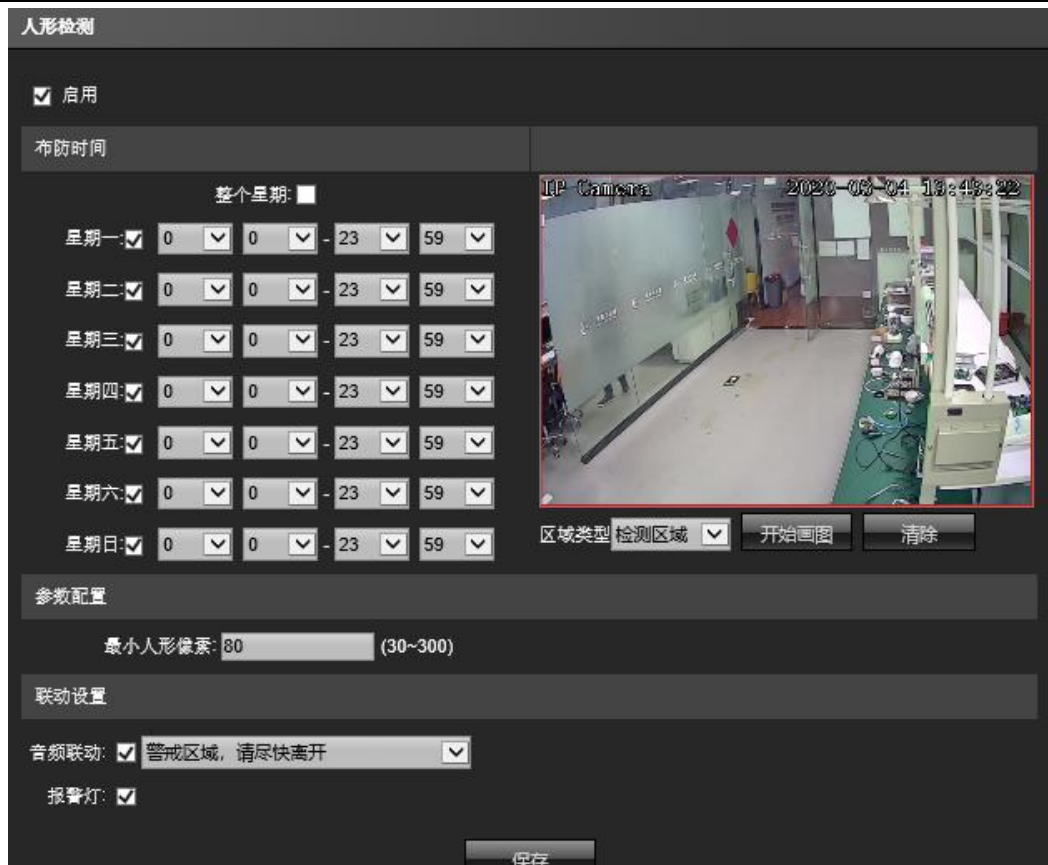 人形检测
启用
布防时间
整个星期:
星期一: 0 0 - 23 59
星期二: 0 0 - 23 59
星期三: 0 0 - 23 59
星期四: 0 0 - 23 59
星期五: 0 0 - 23 59
星期六: 0 0 - 23 59
星期日: 0 0 - 23 59
IP Camera 2020-03-04 13:43:22
区域类型 检测区域 开始画图 清除
参数配置
最小人形像素: 80 (30~300)
联动设置
音频联动: 警戒区域，请尽快离开
报警灯:
保存